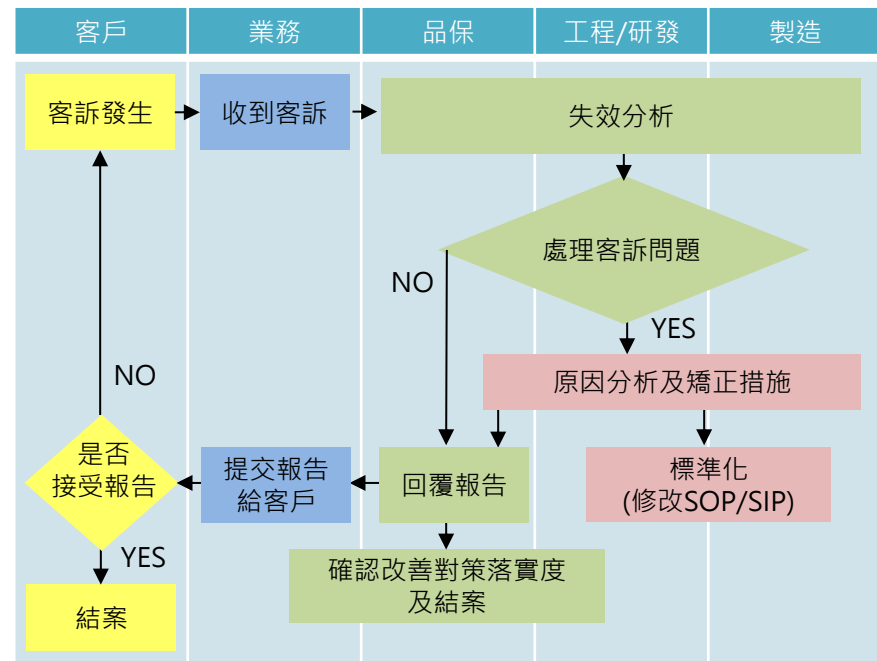 客戶
業務
品保
工程/研發
製造
客訴發生
收到客訴
失效分析
處理客訴問題
NO
YES
原因分析及矯正措施
NO
是否
接受報告
提交報告
給客戶
回覆報告
標準化
(修改SOP/SIP)
YES
確認改善對策落實度
及結案
結案